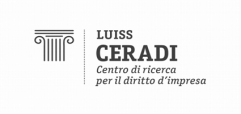 LUISS
CERADI
Centro di ricerca
per il diritto d'impresa